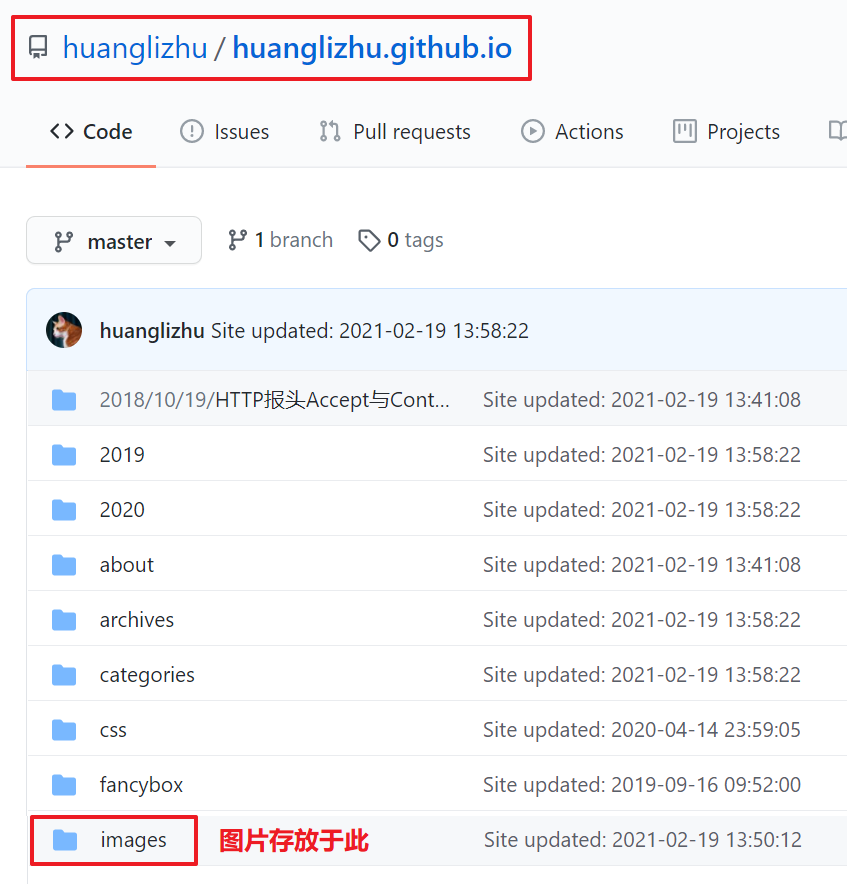 huanglizhu / huanglizhu.github.io
Code Issues Pull requests Actions Projects
master 1 branch 0 tags
huanglizhu Site updated: 2021-02-19 13:58:22
2018/10/19/HTTP报头Accept与Cont... Site updated: 2021-02-19 13:41:08
2019 Site updated: 2021-02-19 13:58:22
2020 Site updated: 2021-02-19 13:58:22
about Site updated: 2021-02-19 13:41:08
archives Site updated: 2021-02-19 13:58:22
categories Site updated: 2021-02-19 13:58:22
css Site updated: 2020-04-14 23:59:05
fancybox Site updated: 2019-09-16 09:52:00
images 图片存放于此 Site updated: 2021-02-19 13:50:12